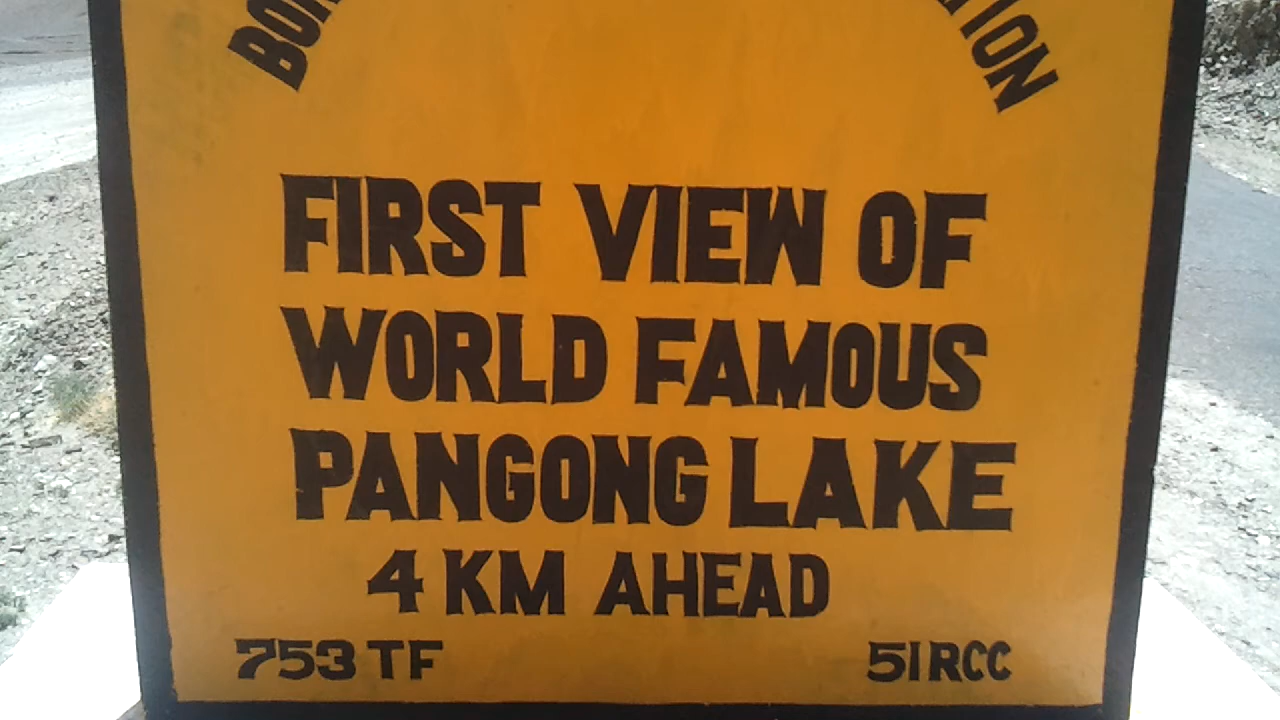 FIRST VIEW OF
WORLD FAMOUS
PANGONG LAKE
4 KM AHEAD
753 TF 51 RCC